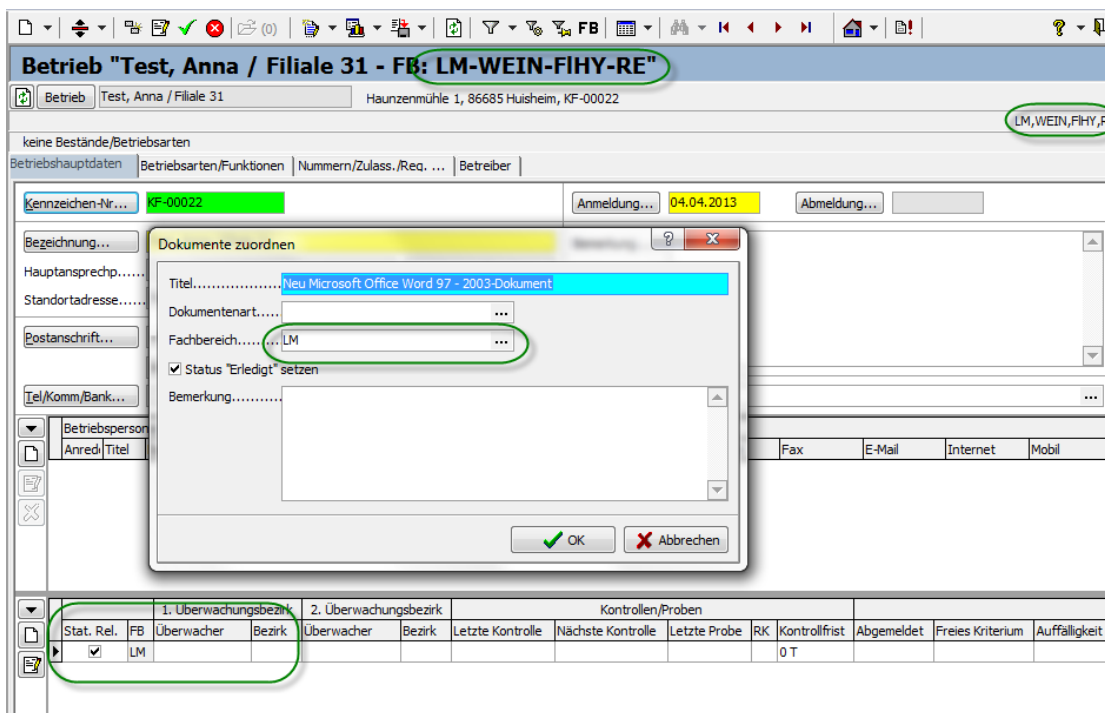 (0) FB
Betrieb "Test, Anna / Filiale 31 - FB: LM-WEIN-FlHY-RE"
Betrieb Test, Anna / Filiale 31 Haunzenmühle 1, 86685 Huisheim, KF-00022
LM,WEIN,FlHY,R
keine Bestände/Betriebsarten
Betriebshauptdaten Betriebsarten/Funktionen Nummern/Zulass./Reg. ... Betreiber
Kennzeichen-Nr... KF-00022 Anmeldung... 04.04.2013 Abmeldung...
Bezeichnung... Dokumente zuordnen Bemerkung...
Hauptansprechp......
Titel................... Neu Microsoft Office Word 97 - 2003-Dokument
Standortadresse......
Dokumentenart.....
Postanschrift...
Fachbereich........ LM
Status "Erledigt" setzen
Tel/Komm/Bank...
Bemerkung...........
Betriebsperson
Anred Titel Fax E-Mail Internet Mobil
OK Abbrechen
1. Überwachungsbezirk 2. Überwachungsbezirk Kontrollen/Proben
Stat. Rel. FB Überwacher Bezirk Überwacher Bezirk Letzte Kontrolle Nächste Kontrolle Letzte Probe RK Kontrollfrist Abgemeldet Freies Kriterium Auffälligkeit
LM 0 T